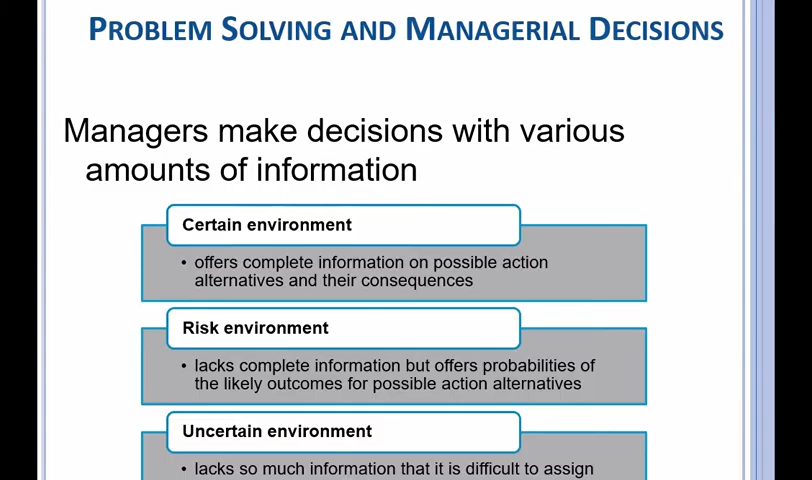 PROBLEM SOLVING AND MANAGERIAL DECISIONS
Managers make decisions with various
amounts of information
Certain environment
• offers complete information on possible action
alternatives and their consequences
Risk environment
• lacks complete information but offers probabilities of
the likely outcomes for possible action alternatives
Uncertain environment
• lacks so much information that it is difficult to assign